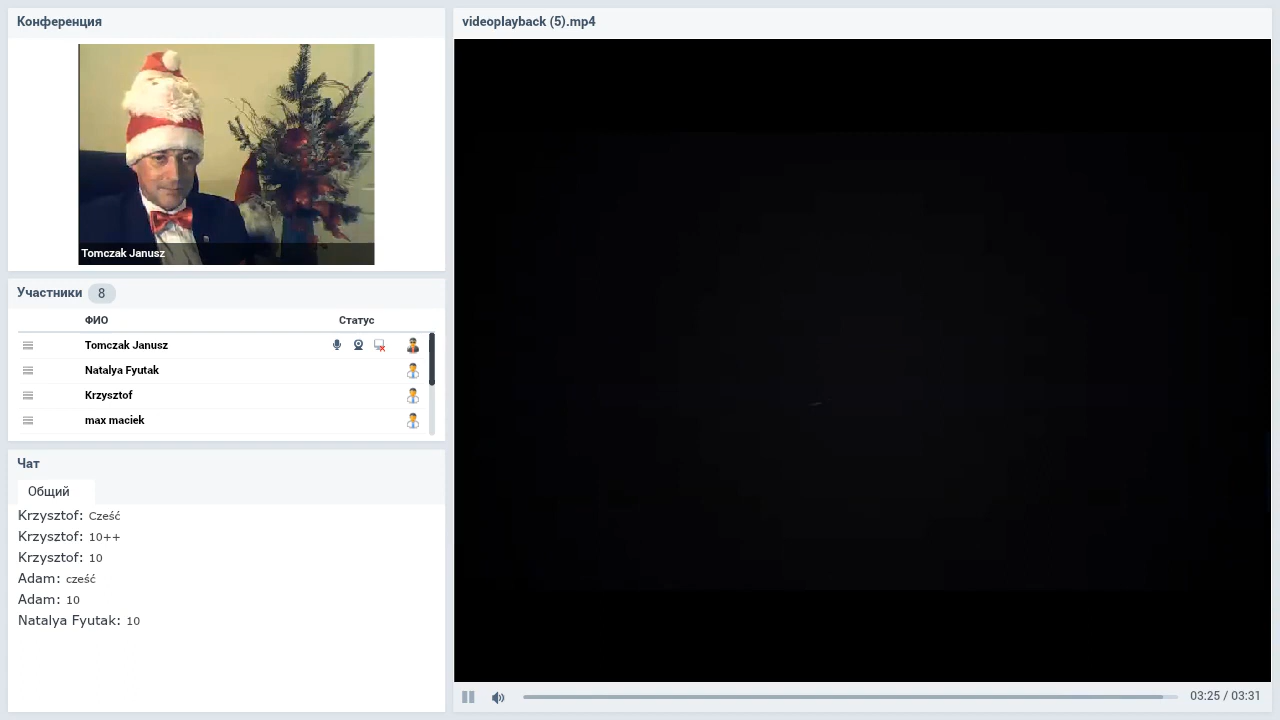 Конференция
Tomczak Janusz
Участники 8
ФИО Статус
Tomczak Janusz
Natalya Fyutak
Krzysztof
max maciek
Чат
Общий
Krzysztof: Cześć
Krzysztof: 10++
Krzysztof: 10
Adam: cześć
Adam: 10
Natalya Fyutak: 10
videoplayback (5).mp4
03:25 / 03:31